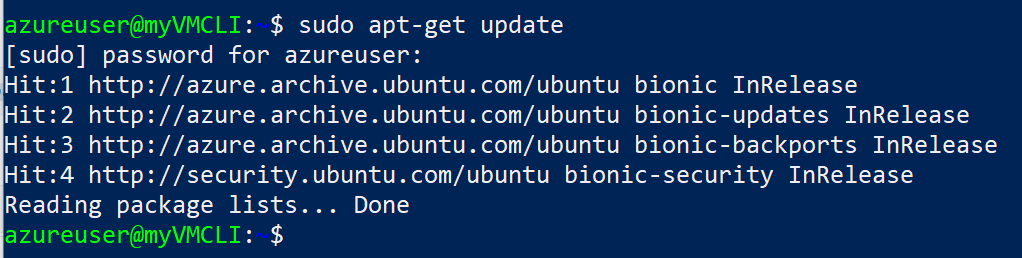 azureuser@myVMCLI:~$ sudo apt-get update
[sudo] password for azureuser:
Hit:1 http://azure.archive.ubuntu.com/ubuntu bionic InRelease
Hit:2 http://azure.archive.ubuntu.com/ubuntu bionic-updates InRelease
Hit:3 http://azure.archive.ubuntu.com/ubuntu bionic-backports InRelease
Hit:4 http://security.ubuntu.com/ubuntu bionic-security InRelease
Reading package lists... Done
azureuser@myVMCLI:~$